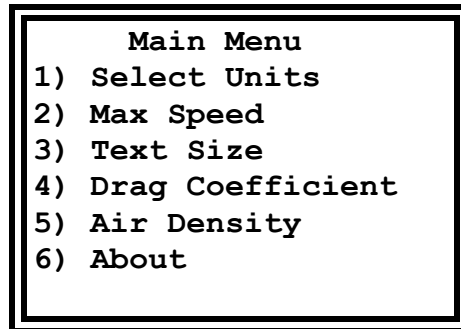 Main Menu
1) Select Units
2) Max Speed
3) Text Size
4) Drag Coefficient
5) Air Density
6) About